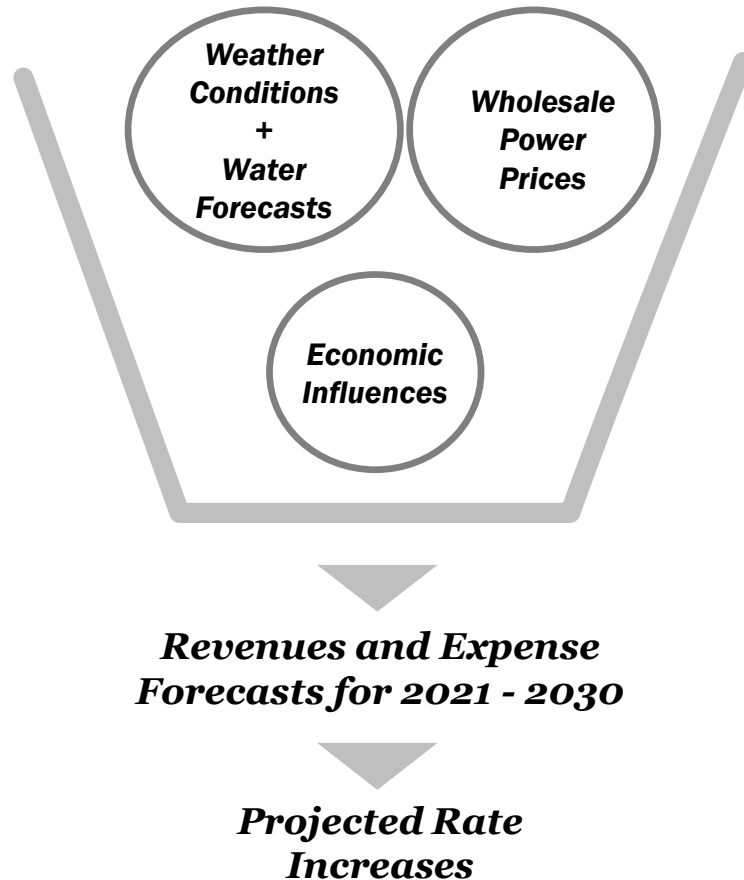 Weather
Conditions
+
Water
Forecasts
Wholesale
Power
Prices
Economic
Influences
Revenues and Expense
Forecasts for 2021 - 2030
Projected Rate
Increases